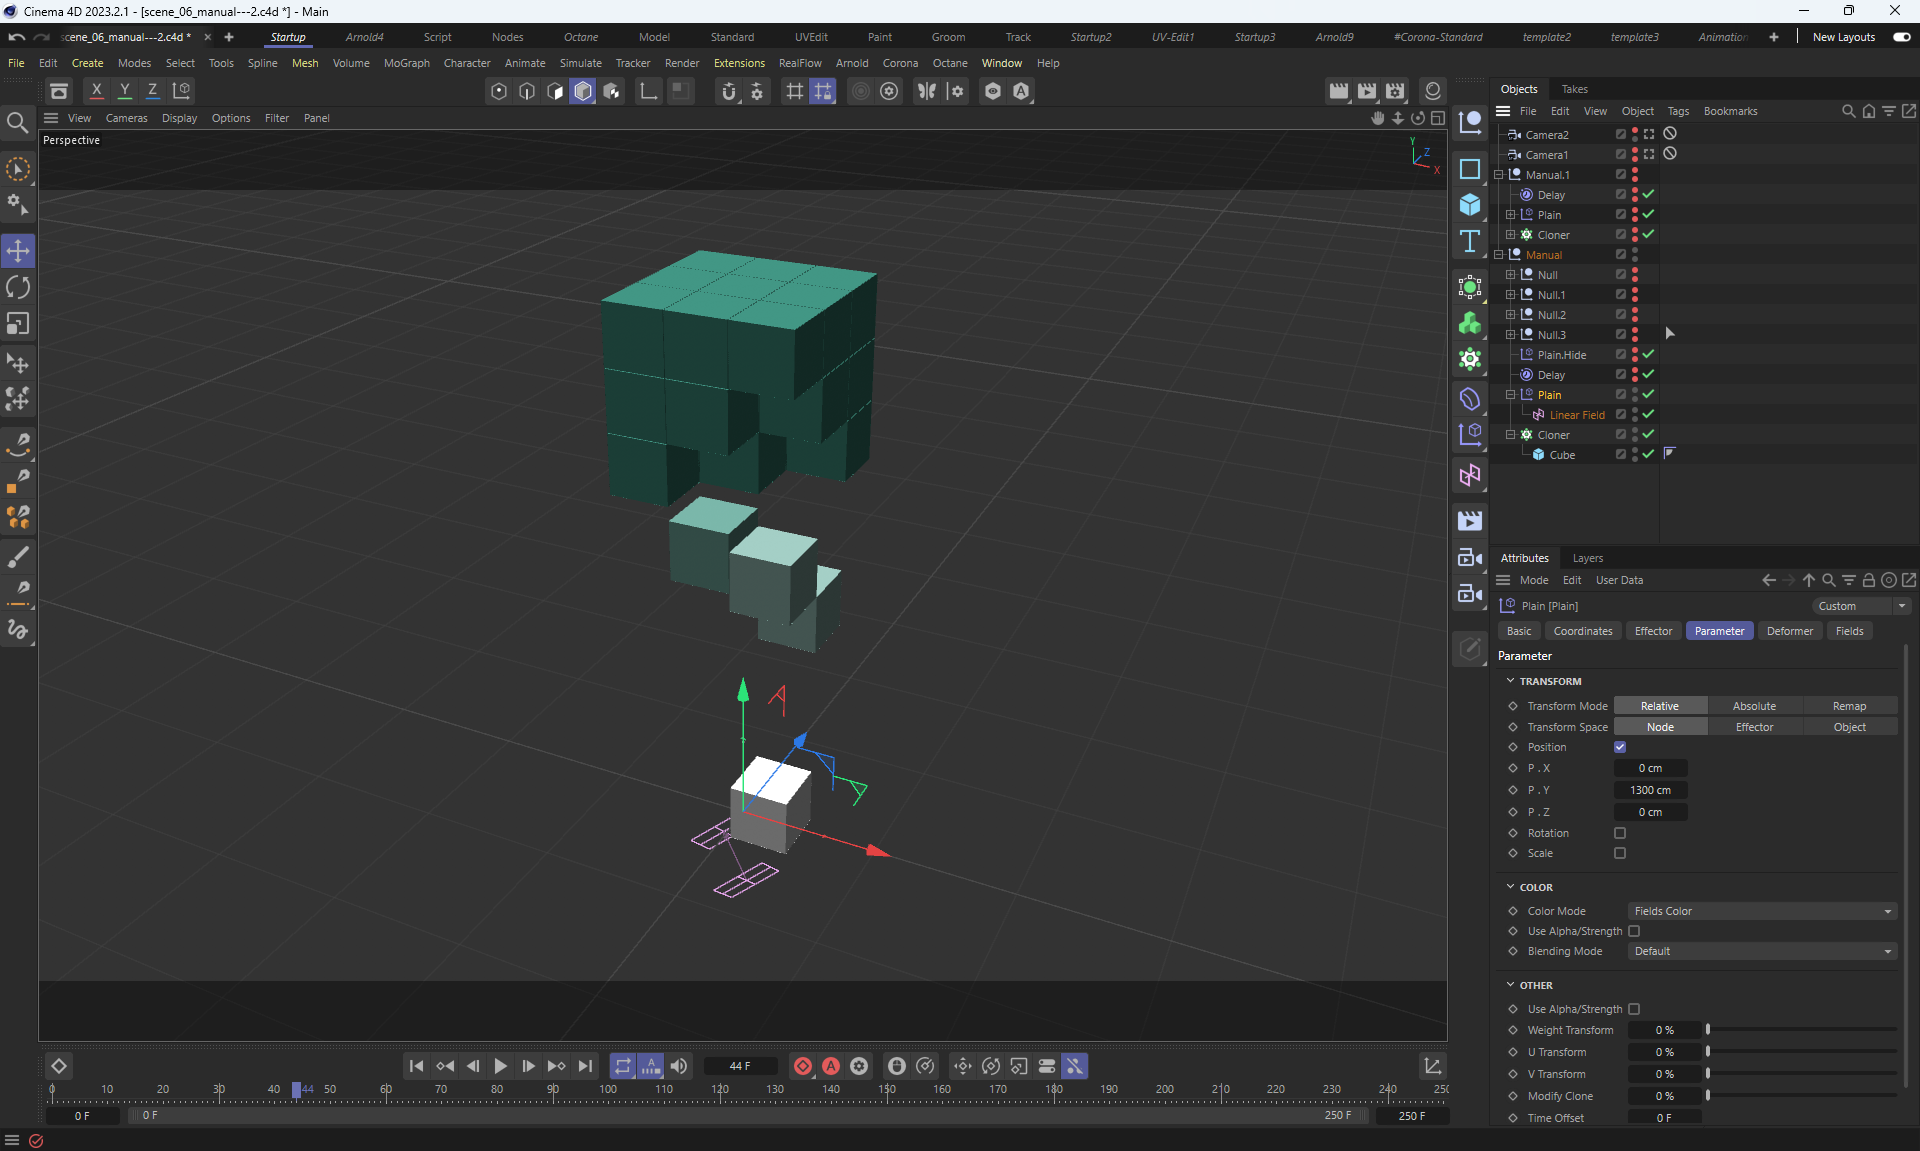 Cinema 4D 2023.2.1 - [scene_06_manual---2.c4d *] - Main
scene_06_manual---2.c4d * Startup Arnold4 Script Nodes Octane Model Standard UVEdit Paint Groom Track Startup2 UV-Edit1 Startup3 Arnold9 #Corona-Standard template2 template3 Animation New Layouts
File Edit Create Modes Select Tools Spline Mesh Volume MoGraph Character Animate Simulate Tracker Render Extensions RealFlow Arnold Corona Octane Window Help
X Y Z
View Cameras Display Options Filter Panel
Perspective
Y
Z
X
Objects Takes
File Edit View Object Tags Bookmarks
Camera2
Camera1
Manual.1
Delay
Plain
Cloner
Manual
Null
Null.1
Null.2
Null.3
Plain.Hide
Delay
Plain
Linear Field
Cloner
Cube
Attributes Layers
Mode Edit User Data
Plain [Plain] Custom
Basic Coordinates Effector Parameter Deformer Fields
Parameter
TRANSFORM
Transform Mode Relative Absolute Remap
Transform Space Node Effector Object
Position
P . X 0 cm
P . Y 1300 cm
P . Z 0 cm
Rotation
Scale
COLOR
Color Mode Fields Color
Use Alpha/Strength
Blending Mode Default
OTHER
Use Alpha/Strength
Weight Transform 0 %
U Transform 0 %
V Transform 0 %
Modify Clone 0 %
Time Offset 0 F
44 F
0 10 20 30 40 44 50 60 70 80 90 100 110 120 130 140 150 160 170 180 190 200 210 220 230 240 250
0 F 0 F 250 F 250 F